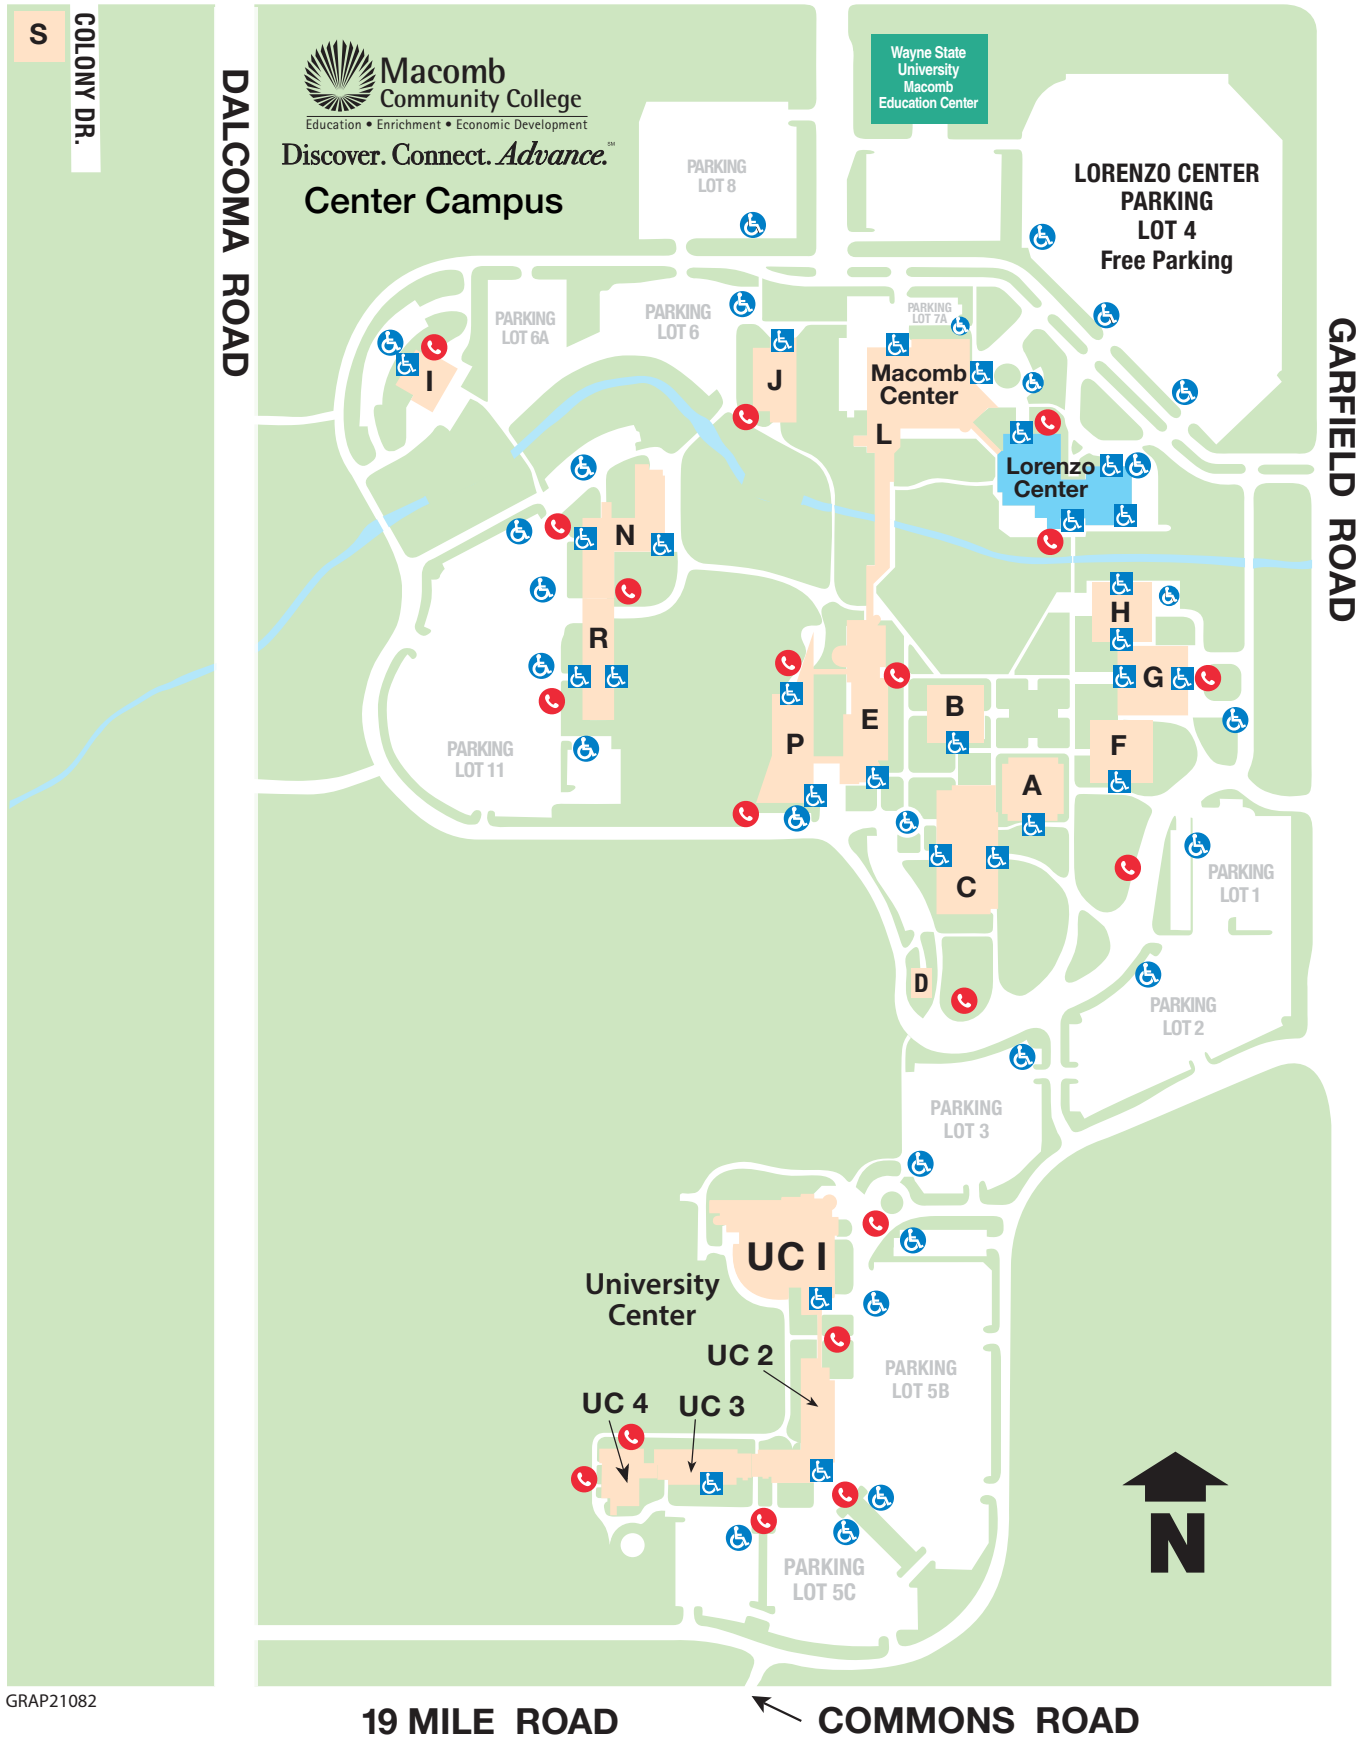 S
COLONY DR.
DALCOMA ROAD
Macomb
Community College
Education • Enrichment • Economic Development
Discover. Connect. Advance.℠
Center Campus
Wayne State
University
Macomb
Education Center
PARKING
LOT 8
LORENZO CENTER
PARKING
LOT 4
Free Parking
GARFIELD ROAD
PARKING
LOT 6A
PARKING
LOT 6
PARKING
LOT 7A
I
J
Macomb
Center
L
Lorenzo
Center
N
R
H
G
P
E
B
F
A
C
D
PARKING
LOT 11
PARKING
LOT 1
PARKING
LOT 2
PARKING
LOT 3
UC I
University
Center
UC 2
UC 4
UC 3
PARKING
LOT 5B
PARKING
LOT 5C
N
GRAP21082
19 MILE ROAD
COMMONS ROAD